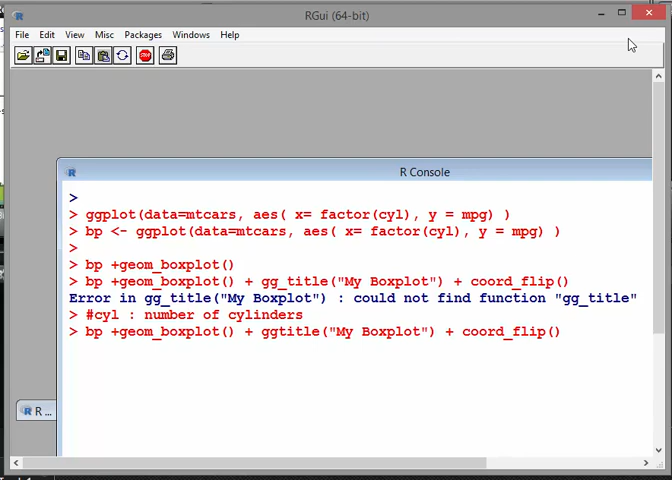 RGui (64-bit)
File Edit View Misc Packages Windows Help
STOP
R Console
>
> ggplot(data=mtcars, aes( x= factor(cyl), y = mpg) )
> bp <- ggplot(data=mtcars, aes( x= factor(cyl), y = mpg) )
>
> bp +geom_boxplot()
> bp +geom_boxplot() + gg_title("My Boxplot") + coord_flip()
Error in gg_title("My Boxplot") : could not find function "gg_title"
> #cyl : number of cylinders
> bp +geom_boxplot() + ggtitle("My Boxplot") + coord_flip()
R ...